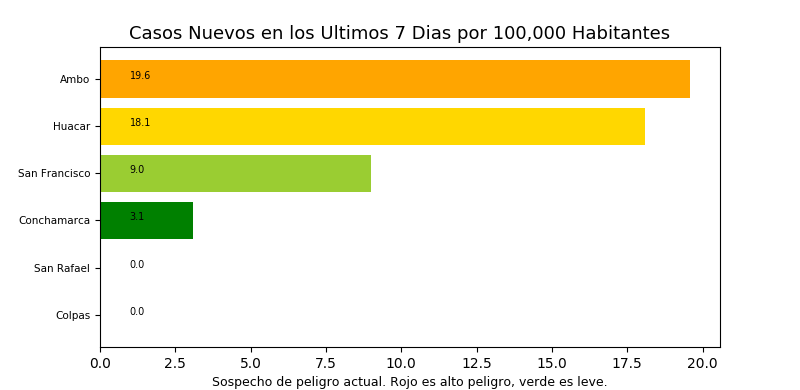 Casos Nuevos en los Ultimos 7 Dias por 100,000 Habitantes
Ambo 19.6
Huacar 18.1
San Francisco 9.0
Conchamarca 3.1
San Rafael 0.0
Colpas 0.0
0.0 2.5 5.0 7.5 10.0 12.5 15.0 17.5 20.0
Sospecho de peligro actual. Rojo es alto peligro, verde es leve.